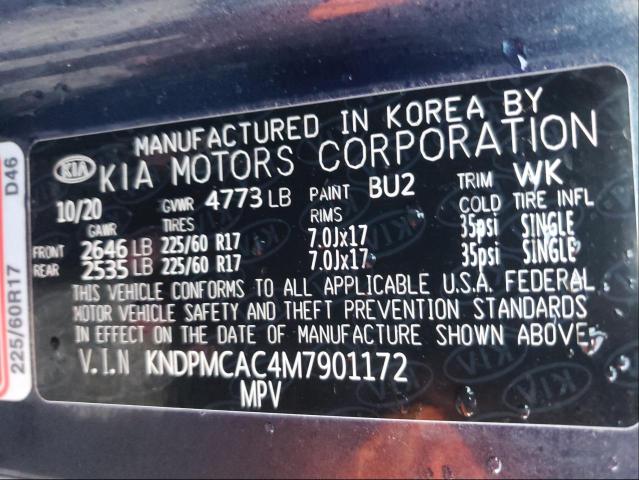 MANUFACTURED IN KOREA BY
KIA KIA MOTORS CORPORATION
10/20 GVWR 4773 LB PAINT BU2 TRIM WK
GAWR TIRES RIMS COLD TIRE INFL
FRONT 2646 LB 225/60 R17 7.0Jx17 35psi SINGLE
REAR 2535 LB 225/60 R17 7.0Jx17 35psi SINGLE
THIS VEHICLE CONFORMS TO ALL APPLICABLE U.S.A. FEDERAL
MOTOR VEHICLE SAFETY AND THEFT PREVENTION STANDARDS
IN EFFECT ON THE DATE OF MANUFACTURE SHOWN ABOVE.
V.I.N KNDPMCAC4M7901172
MPV
225/60R17 D46